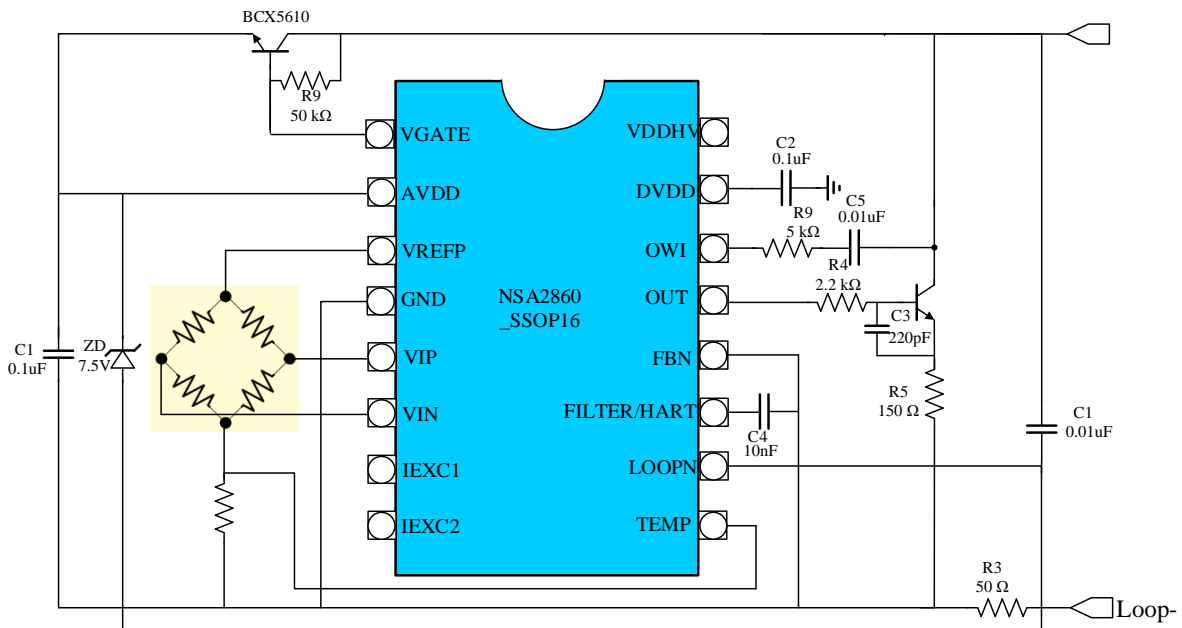 BCX5610
R9
50 kΩ
VGATE
AVDD
VREFP
GND
VIP
VIN
IEXC1
IEXC2
NSA2860
_SSOP16
VDDHV
DVDD
OWI
OUT
FBN
FILTER/HART
LOOPN
TEMP
C2
0.1uF
C5
0.01uF
R9
5 kΩ
R4
2.2 kΩ
C3
220pF
R5
150 Ω
C4
10nF
C1
0.01uF
C1
0.1uF
ZD
7.5V
R3
50 Ω
Loop-